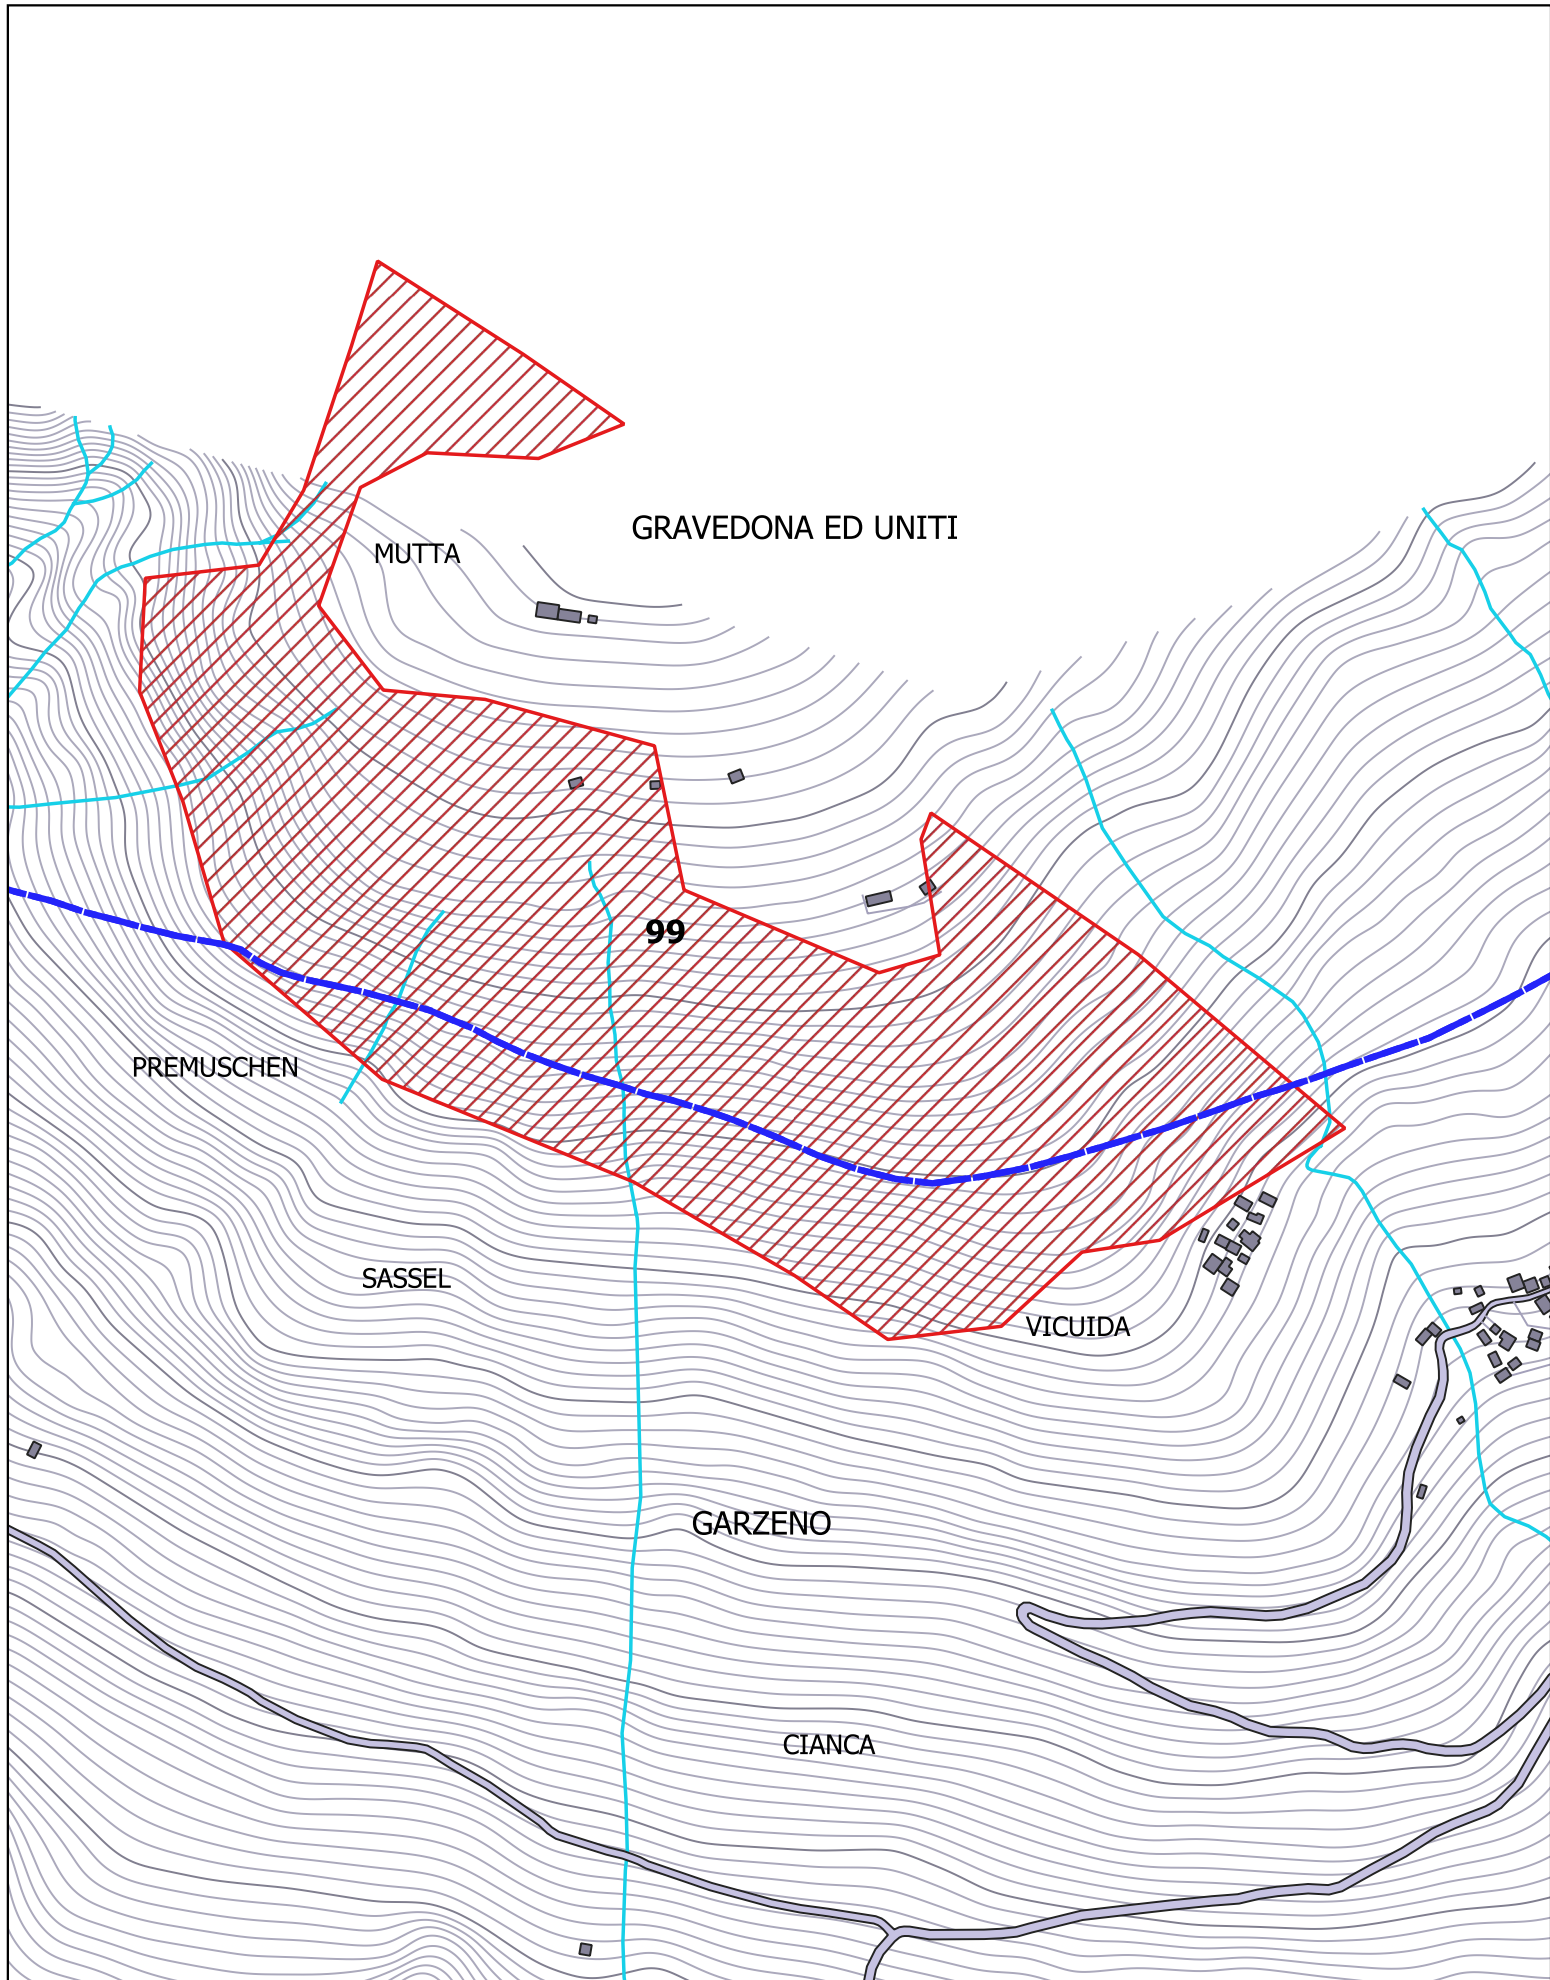 GRAVEDONA ED UNITI
MUTTA
99
PREMUSCHEN
SASSEL
VICUIDA
GARZENO
CIANCA